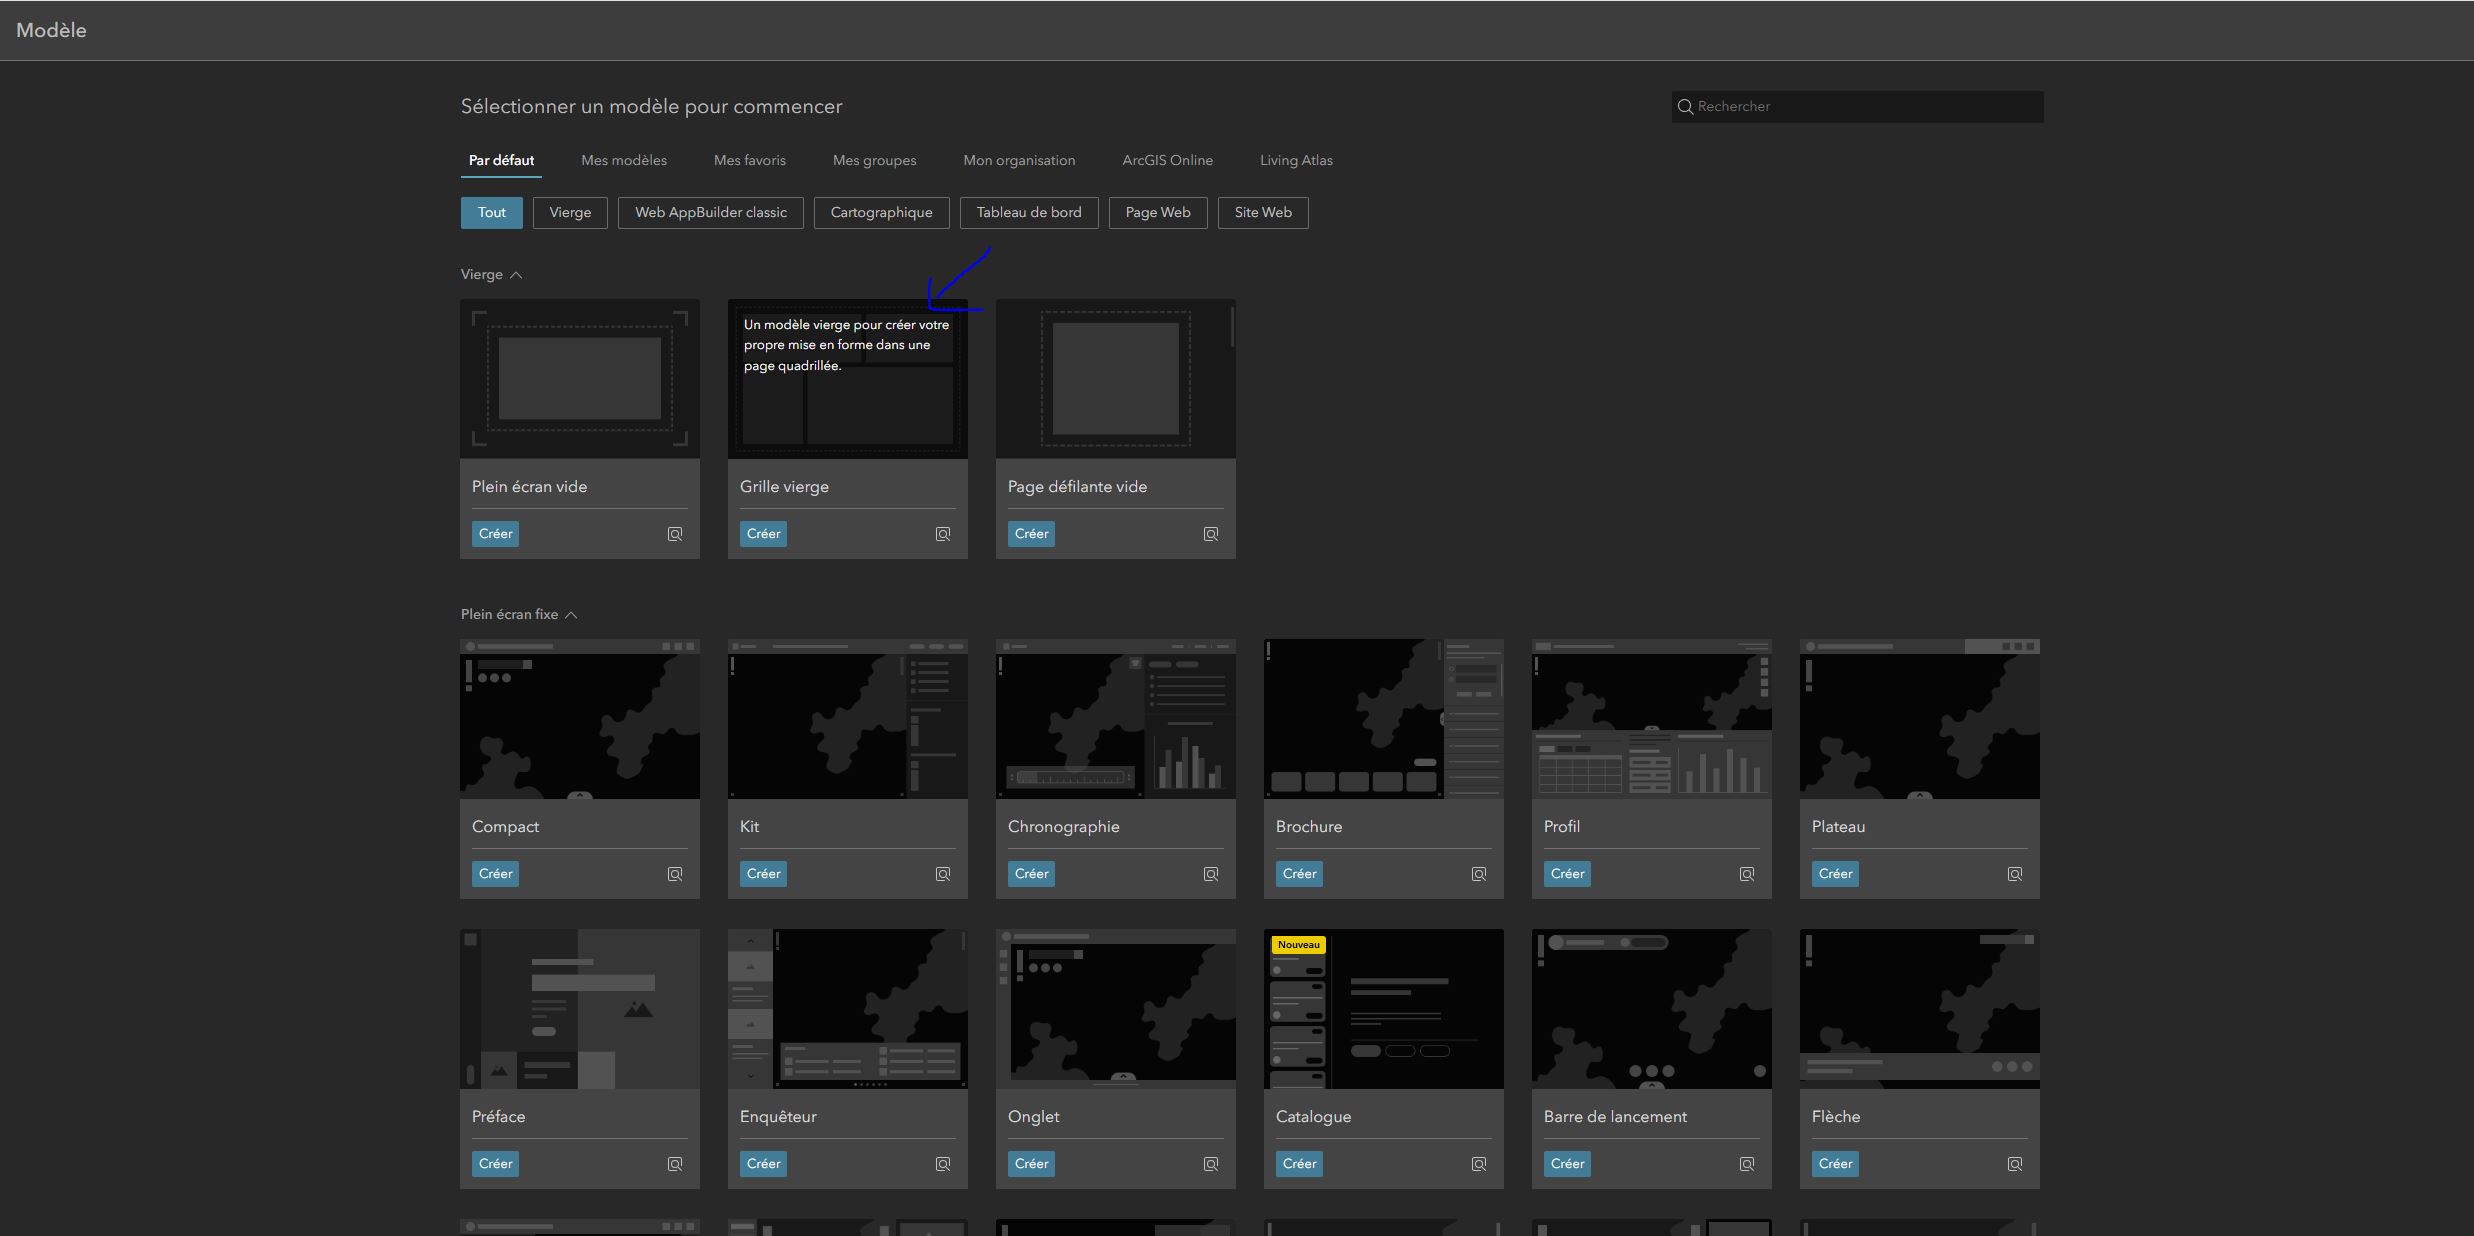 Modèle
Sélectionner un modèle pour commencer
Rechercher
Par défaut
Mes modèles
Mes favoris
Mes groupes
Mon organisation
ArcGIS Online
Living Atlas
Tout
Vierge
Web AppBuilder classic
Cartographique
Tableau de bord
Page Web
Site Web
Vierge
Un modèle vierge pour créer votre
propre mise en forme dans une
page quadrillée.
Plein écran vide
Grille vierge
Page défilante vide
Créer
Créer
Créer
Plein écran fixe
Compact
Kit
Chronographie
Brochure
Profil
Plateau
Créer
Créer
Créer
Créer
Créer
Créer
Nouveau
Préface
Enquêteur
Onglet
Catalogue
Barre de lancement
Flèche
Créer
Créer
Créer
Créer
Créer
Créer